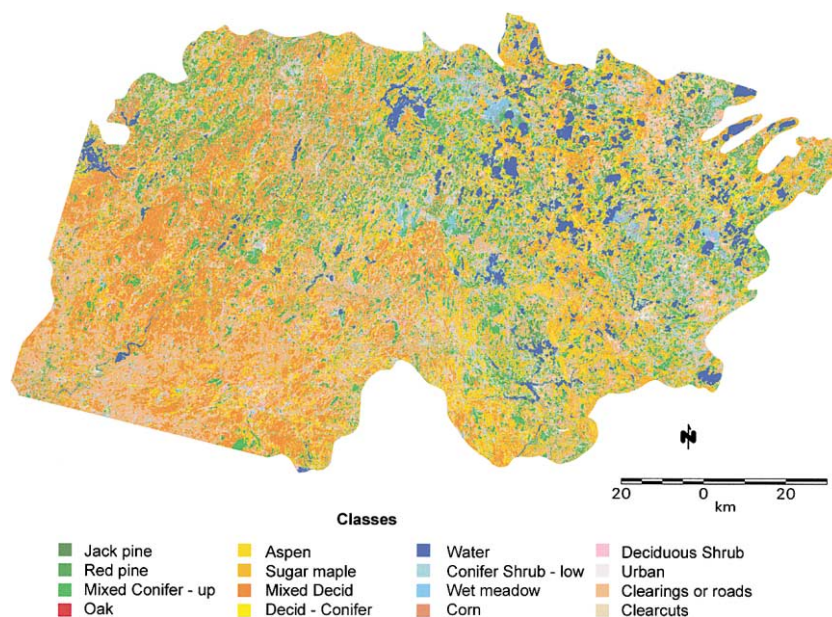 N
20 0 20
km
Classes
Jack pine
Red pine
Mixed Conifer - up
Oak
Aspen
Sugar maple
Mixed Decid
Decid - Conifer
Water
Conifer Shrub - low
Wet meadow
Corn
Deciduous Shrub
Urban
Clearings or roads
Clearcuts